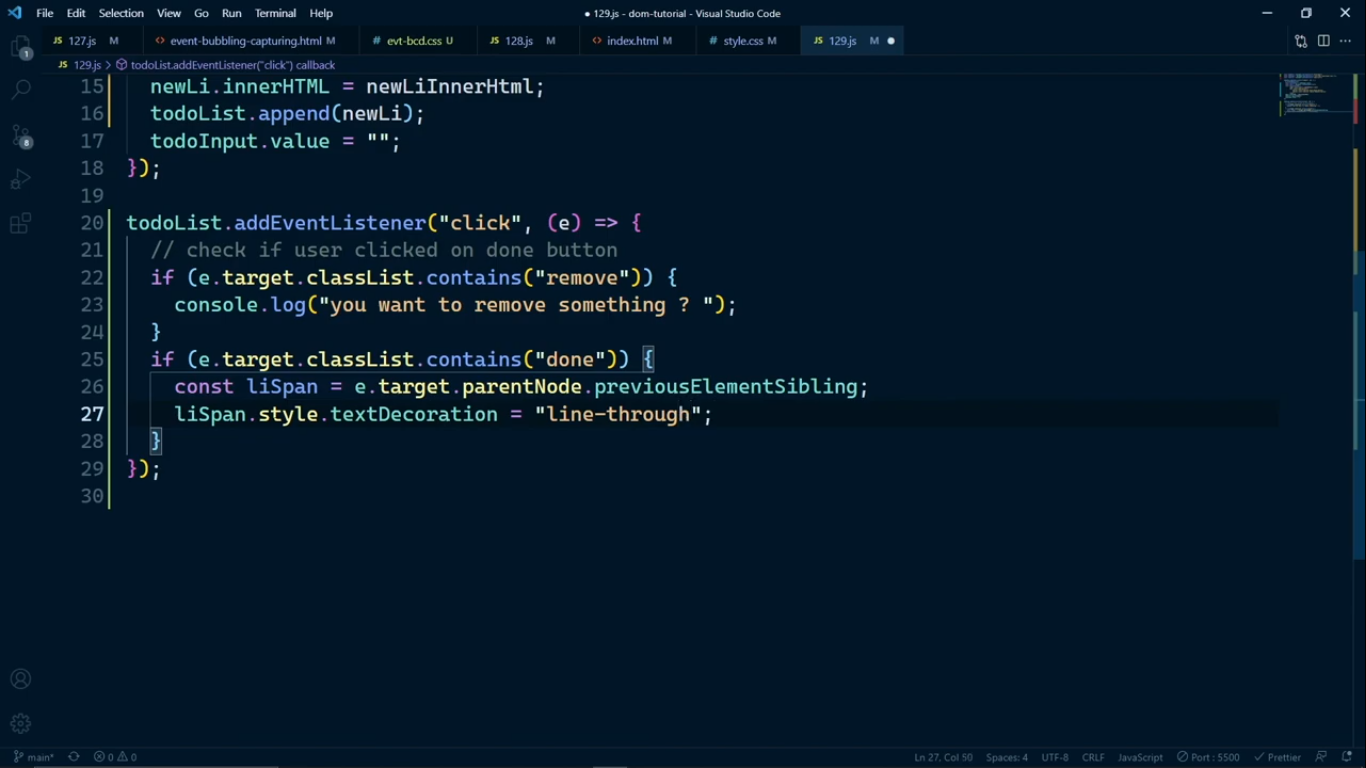 File Edit Selection View Go Run Terminal Help
● 129.js - dom-tutorial - Visual Studio Code
JS 127.js M
<> event-bubbling-capturing.html M
# evt-bcd.css U
JS 128.js M
<> index.html M
# style.css M
JS 129.js M ●
JS 129.js > todoList.addEventListener("click") callback
1
8
15 newLi.innerHTML = newLiInnerHtml;
16 todoList.append(newLi);
17 todoInput.value = "";
18 });
19
20 todoList.addEventListener("click", (e) => {
21 // check if user clicked on done button
22 if (e.target.classList.contains("remove")) {
23 console.log("you want to remove something ? ");
24 }
25 if (e.target.classList.contains("done")) {
26 const liSpan = e.target.parentNode.previousElementSibling;
27 liSpan.style.textDecoration = "line-through";
28 }
29 });
30
main* 0 0 Ln 27, Col 50 Spaces: 4 UTF-8 CRLF JavaScript Port : 5500 Prettier